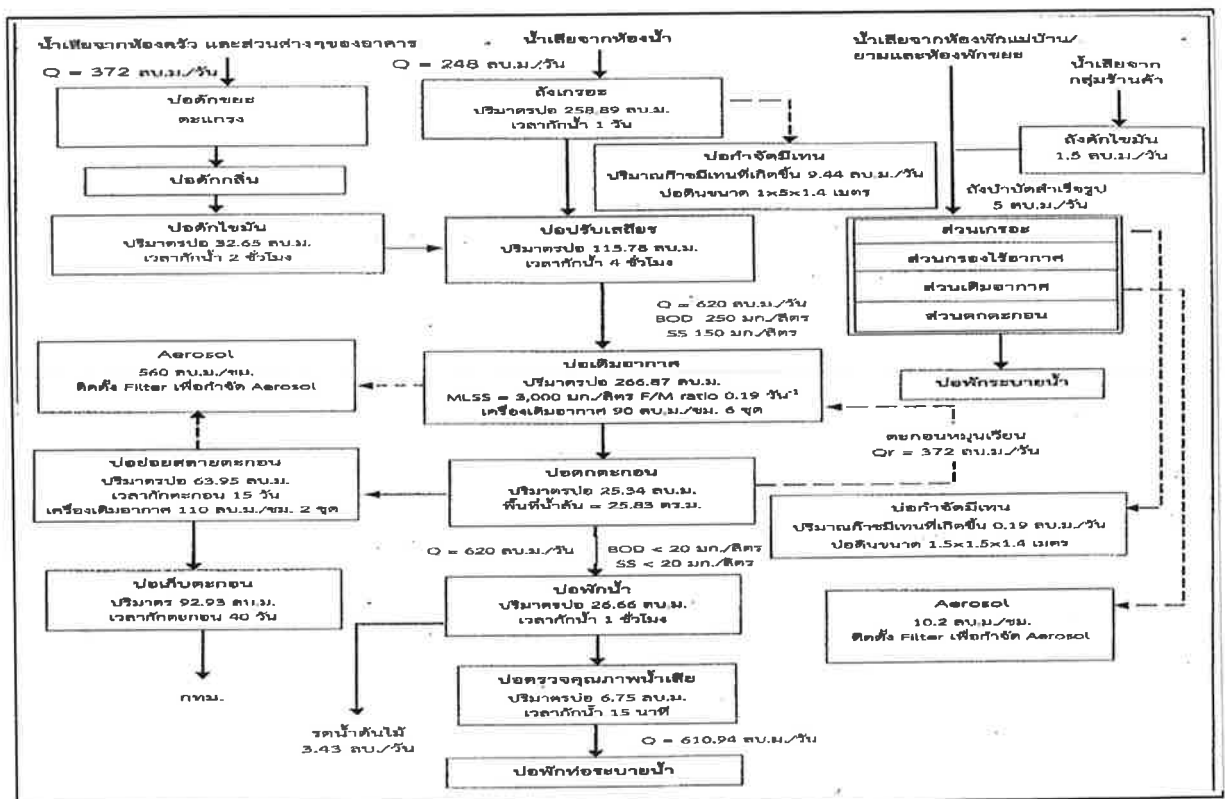 น้ำเสียจากห้องครัว และส่วนต่างๆของอาคาร
Q = 372 ลบ.ม./วัน
บ่อดักขยะ
ตะแกรง
บ่อดักกลิ่น
บ่อดักไขมัน
ปริมาตรบ่อ 32.65 ลบ.ม.
เวลากักน้ำ 2 ชั่วโมง
น้ำเสียจากห้องน้ำ
Q = 248 ลบ.ม./วัน
ถังเกรอะ
ปริมาตรบ่อ 258.89 ลบ.ม.
เวลากักน้ำ 1 วัน
บ่อกำจัดมีเทน
ปริมาณก๊าซมีเทนที่เกิดขึ้น 9.44 ลบ.ม./วัน
บ่อดินขนาด 1×5×1.4 เมตร
บ่อปรับเสถียร
ปริมาตรบ่อ 115.78 ลบ.ม.
เวลากักน้ำ 4 ชั่วโมง
น้ำเสียจากห้องพักแม่บ้าน/
ยามและห้องพักขยะ
น้ำเสียจาก
กลุ่มร้านค้า
ถังดักไขมัน
1.5 ลบ.ม./วัน
ถังบำบัดสำเร็จรูป
5 ลบ.ม./วัน
ส่วนเกรอะ
ส่วนกรองไร้อากาศ
ส่วนเติมอากาศ
ส่วนตกตะกอน
บ่อพักระบายน้ำ
Q = 620 ลบ.ม./วัน
BOD 250 มก./ลิตร
SS 150 มก./ลิตร
Aerosol
560 ลบ.ม./ชม.
ติดตั้ง Filter เพื่อกำจัด Aerosol
บ่อเติมอากาศ
ปริมาตรบ่อ 266.87 ลบ.ม.
MLSS = 3,000 มก./ลิตร F/M ratio 0.19 วัน⁻¹
เครื่องเติมอากาศ 90 ลบ.ม./ชม. 6 ชุด
ตะกอนหมุนเวียน
Qr = 372 ลบ.ม./วัน
บ่อย่อยสลายตะกอน
ปริมาตรบ่อ 63.95 ลบ.ม.
เวลากักตะกอน 15 วัน
เครื่องเติมอากาศ 110 ลบ.ม./ชม. 2 ชุด
บ่อตกตะกอน
ปริมาตรบ่อ 25.34 ลบ.ม.
พื้นที่น้ำล้น = 25.83 ตร.ม.
บ่อกำจัดมีเทน
ปริมาณก๊าซมีเทนที่เกิดขึ้น 0.19 ลบ.ม./วัน
บ่อดินขนาด 1.5×1.5×1.4 เมตร
Q = 620 ลบ.ม./วัน
BOD < 20 มก./ลิตร
SS < 20 มก./ลิตร
บ่อเก็บตะกอน
ปริมาตร 92.93 ลบ.ม.
เวลากักตะกอน 40 วัน
บ่อพักน้ำ
ปริมาตรบ่อ 26.66 ลบ.ม.
เวลากักน้ำ 1 ชั่วโมง
Aerosol
10.2 ลบ.ม./ชม.
ติดตั้ง Filter เพื่อกำจัด Aerosol
กทม.
รดน้ำต้นไม้
3.43 ลบ./วัน
บ่อตรวจคุณภาพน้ำเสีย
ปริมาตรบ่อ 6.75 ลบ.ม.
เวลากักน้ำ 15 นาที
Q = 610.94 ลบ.ม./วัน
บ่อพักท่อระบายน้ำ